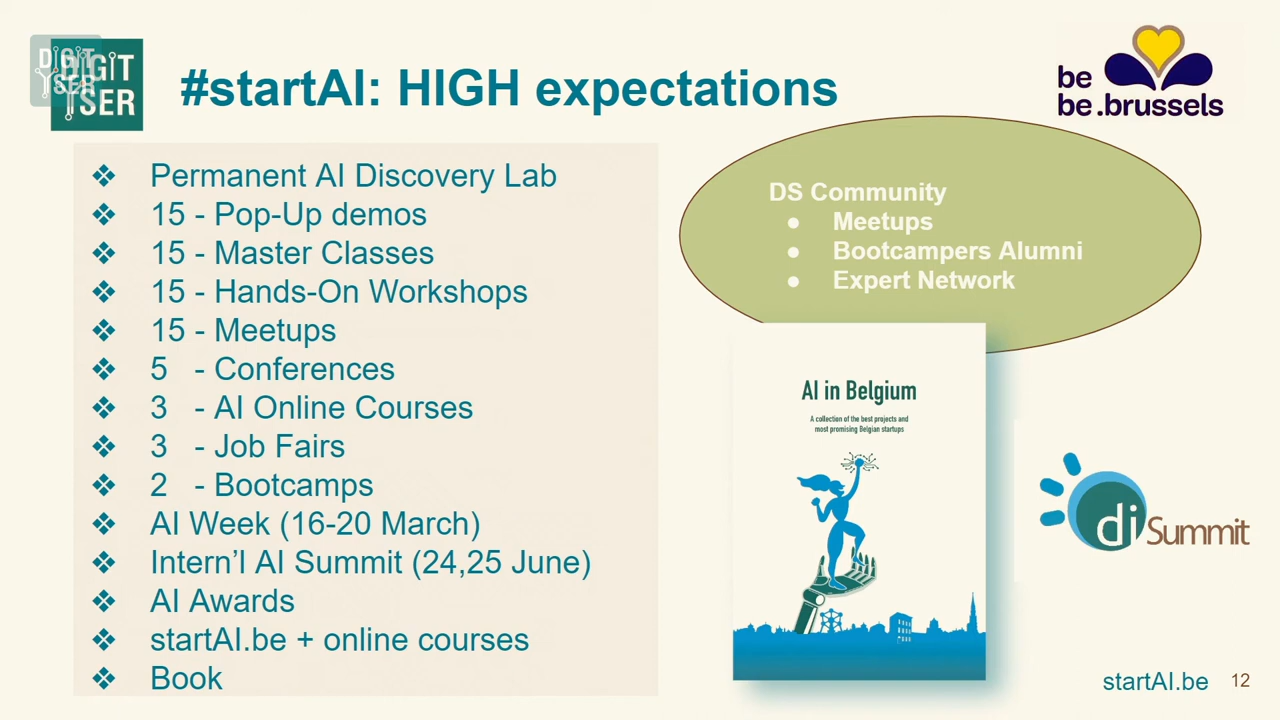 DIGIT
YSER
DIGIT
YSER
#startAI: HIGH expectations
be
be .brussels
❖ Permanent AI Discovery Lab
❖ 15 - Pop-Up demos
❖ 15 - Master Classes
❖ 15 - Hands-On Workshops
❖ 15 - Meetups
❖ 5 - Conferences
❖ 3 - AI Online Courses
❖ 3 - Job Fairs
❖ 2 - Bootcamps
❖ AI Week (16-20 March)
❖ Intern’l AI Summit (24,25 June)
❖ AI Awards
❖ startAI.be + online courses
❖ Book
DS Community
● Meetups
● Bootcampers Alumni
● Expert Network
AI in Belgium
A collection of the best projects and
most promising Belgian startups
di Summit
startAI.be 12